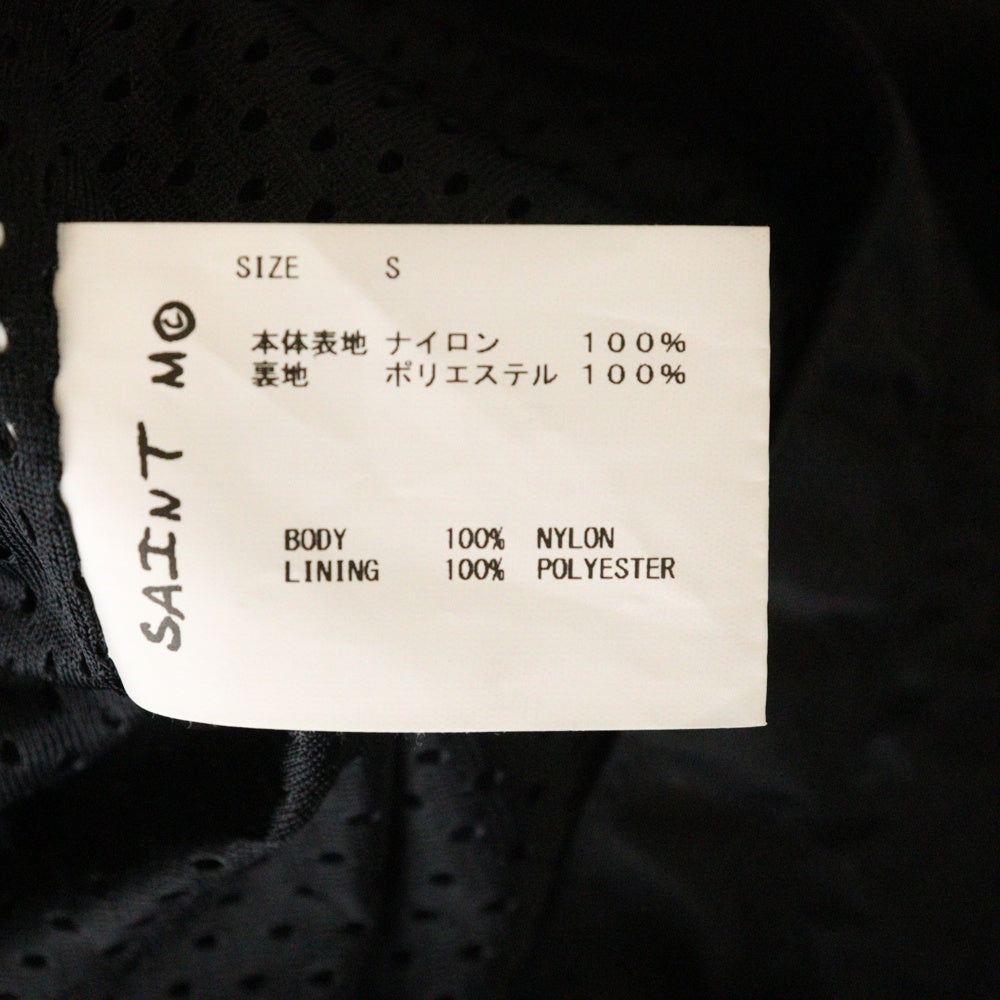 SAINT M©
SIZE S
本体表地 ナイロン 100%
裏地 ポリエステル 100%
BODY 100% NYLON
LINING 100% POLYESTER